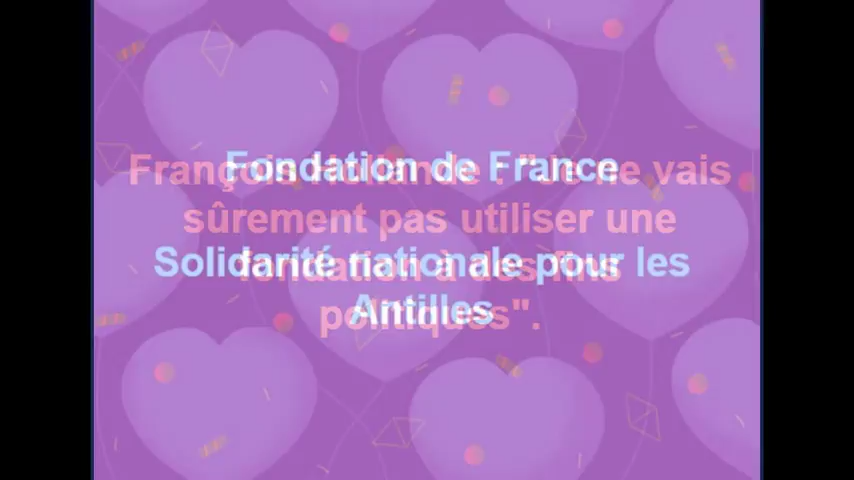 Fondation de France
Solidarité nationale pour les
Antilles
François Hollande : "Je ne vais
sûrement pas utiliser une
fondation à des fins
politiques".